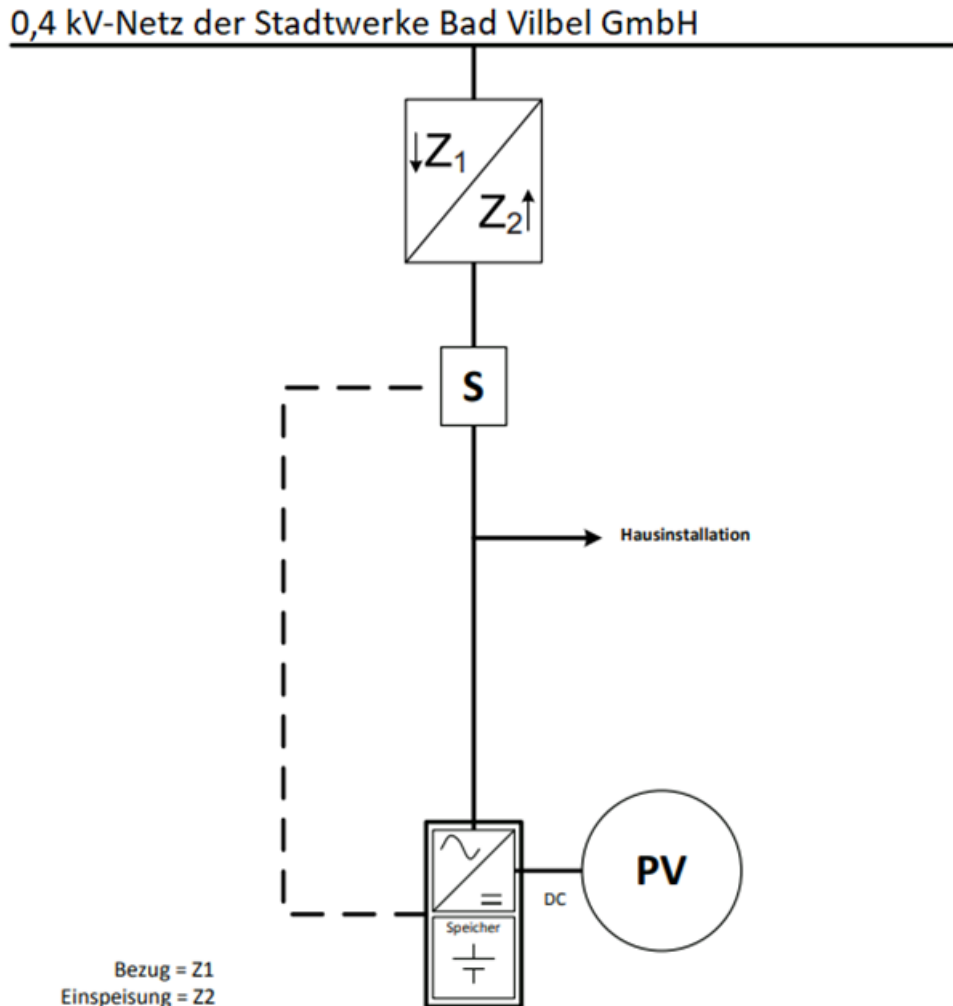 0,4 kV-Netz der Stadtwerke Bad Vilbel GmbH
↓Z₁
Z₂↑
S
Hausinstallation
PV
DC
Speicher
Bezug = Z1
Einspeisung = Z2